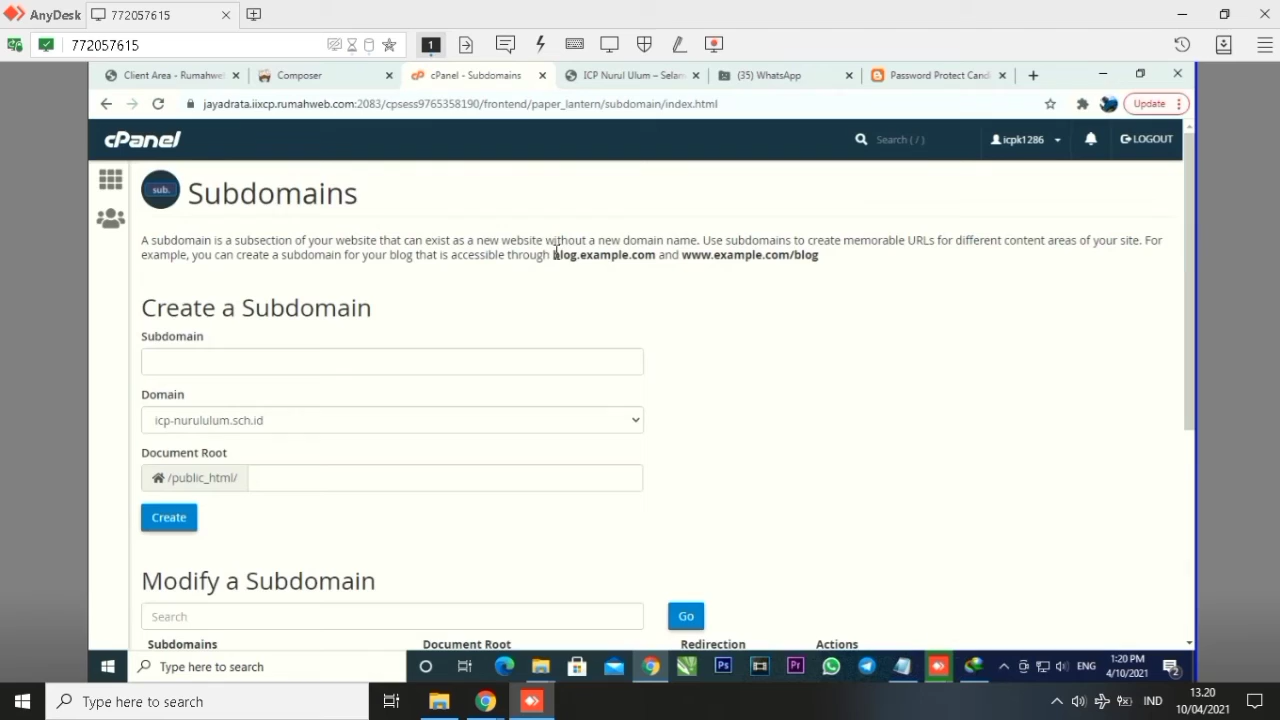 AnyDesk
772057615
772057615
1
Client Area - Rumahwe
Composer
cPanel - Subdomains
ICP Nurul Ulum – Selam
(35) WhatsApp
Password Protect Cand
jayadrata.iixcp.rumahweb.com:2083/cpsess9765358190/frontend/paper_lantern/subdomain/index.html
Update
cPanel
Search ( / )
icpk1286
LOGOUT
sub.
Subdomains
A subdomain is a subsection of your website that can exist as a new website without a new domain name. Use subdomains to create memorable URLs for different content areas of your site. For
example, you can create a subdomain for your blog that is accessible through blog.example.com and www.example.com/blog
Create a Subdomain
Subdomain
Domain
icp-nurululum.sch.id
Document Root
/public_html/
Create
Modify a Subdomain
Search
Go
Subdomains Document Root Redirection Actions
Type here to search
Ps
Pr
ENG
1:20 PM
4/10/2021
2
Type here to search
IND
13.20
10/04/2021